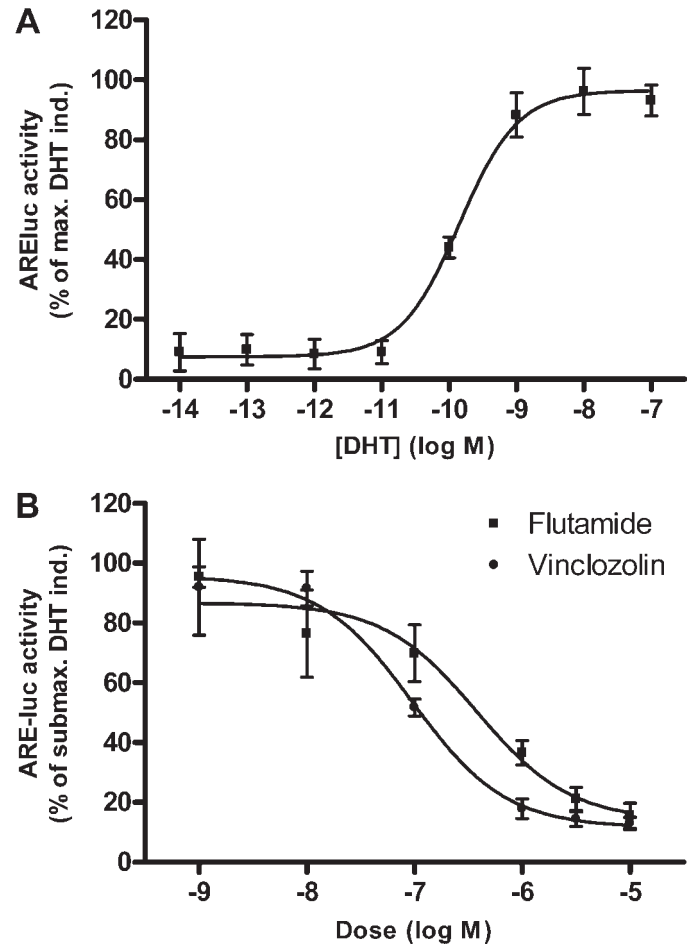 A
AREluc activity
(% of max. DHT ind.)
120
100
80
60
40
20
0
-14 -13 -12 -11 -10 -9 -8 -7
[DHT] (log M)
B
ARE-luc activity
(% of submax. DHT ind.)
120
100
80
60
40
20
0
Flutamide
Vinclozolin
-9 -8 -7 -6 -5
Dose (log M)